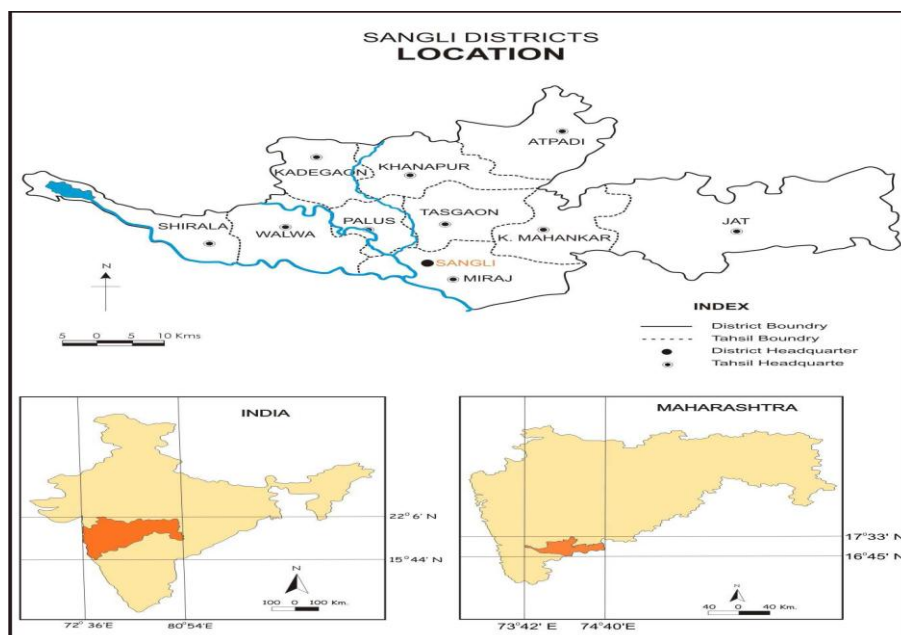 SANGLI DISTRICTS
LOCATION
ATPADI
KADEGAON
KHANAPUR
SHIRALA
WALWA
PALUS
TASGAON
K. MAHANKAR
JAT
SANGLI
MIRAJ
N
5 0 5 10 Kms
INDEX
District Boundry
Tahsil Boundry
District Headquarter
Tahsil Headquarte
INDIA
22°6' N
15°44' N
N
100 0 100 Km.
72°36' E 80°54' E
MAHARASHTRA
17°33' N
16°45' N
N
40 0 40 Km.
73°42' E 74°40' E